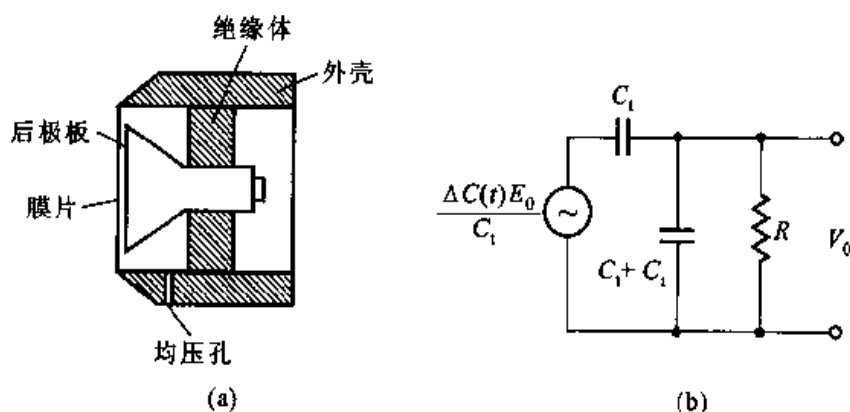 绝缘体
外壳
后极板
膜片
均压孔
(a)
C_t
ΔC(t)E_0
C_t
C_t + C_i
R
V_0
(b)